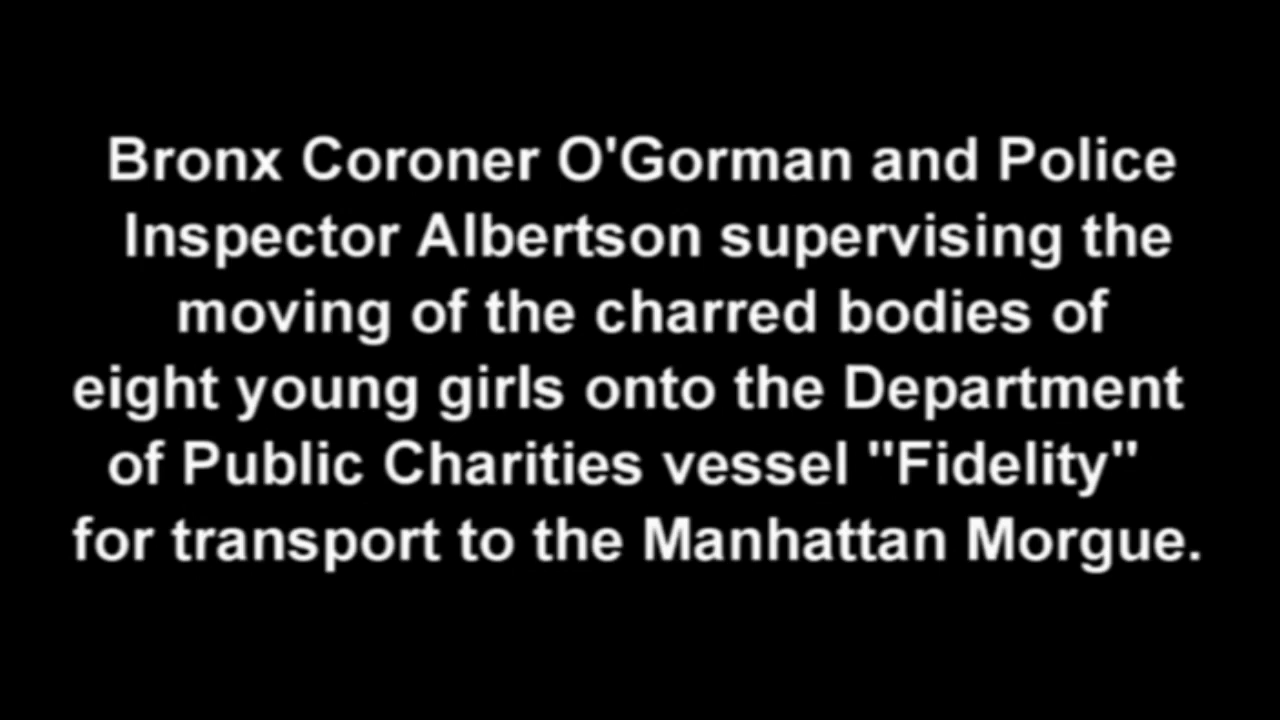 Bronx Coroner O'Gorman and Police
Inspector Albertson supervising the
moving of the charred bodies of
eight young girls onto the Department
of Public Charities vessel "Fidelity"
for transport to the Manhattan Morgue.